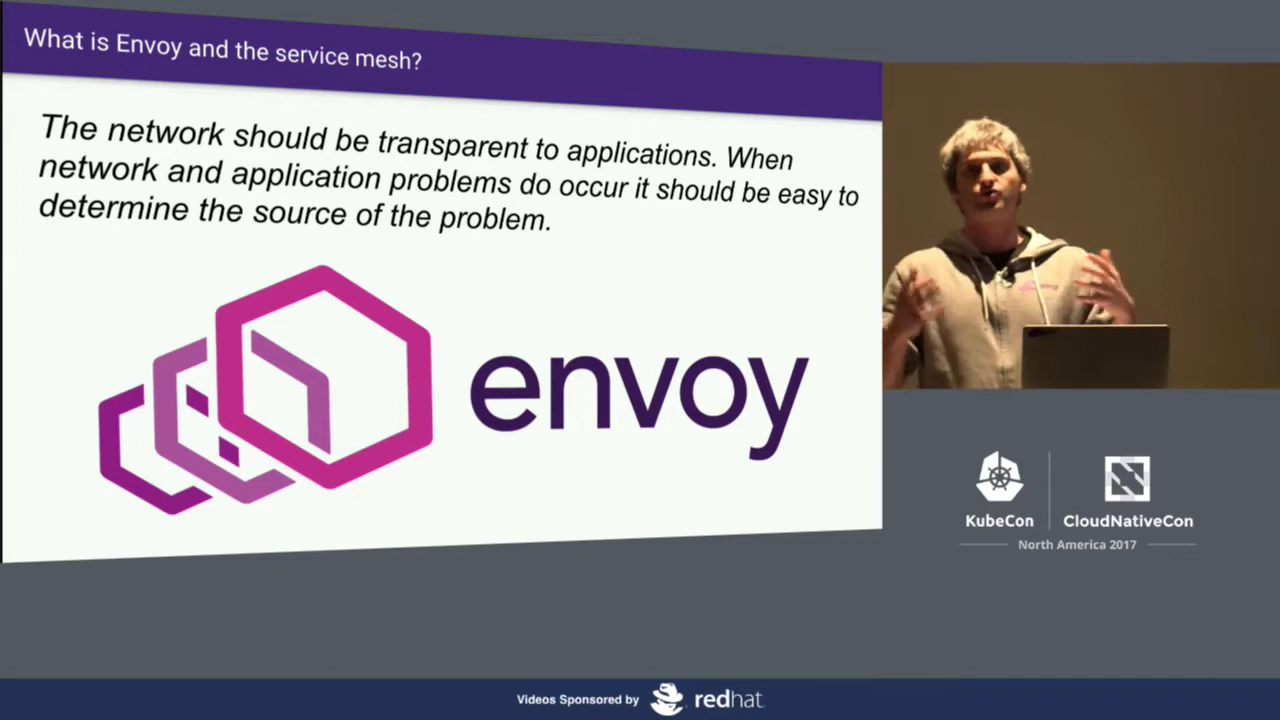 What is Envoy and the service mesh?
The network should be transparent to applications. When
network and application problems do occur it should be easy to
determine the source of the problem.
envoy
KubeCon
CloudNativeCon
North America 2017
Videos Sponsored by redhat.